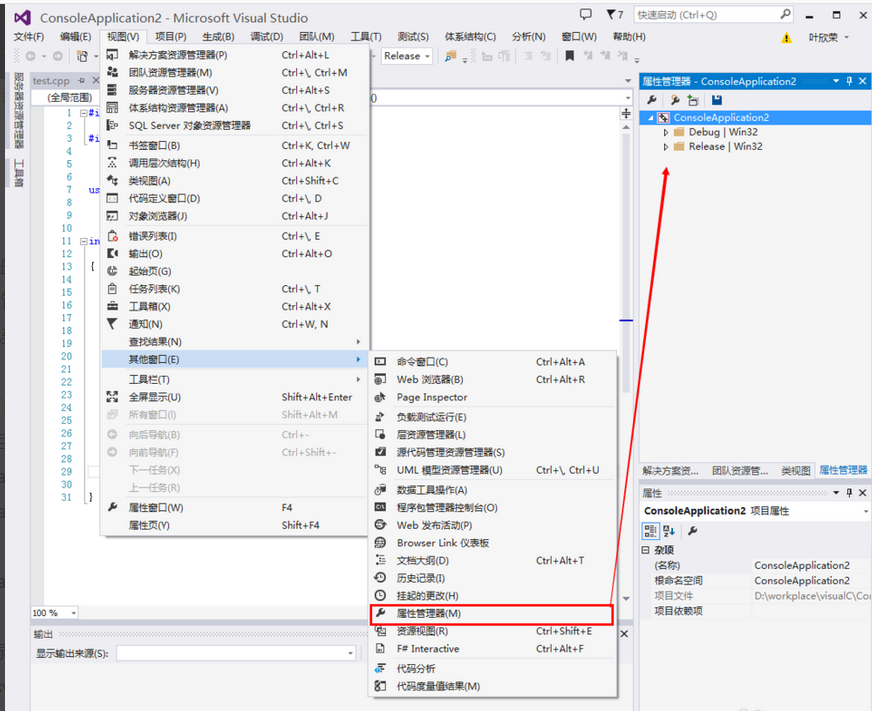 ConsoleApplication2 - Microsoft Visual Studio
7
快速启动 (Ctrl+Q)
文件(F) 编辑(E) 视图(V) 项目(P) 生成(B) 调试(D) 团队(M) 工具(T) 测试(S) 体系结构(C) 分析(N) 窗口(W) 帮助(H) 叶欣荣
Release
服务器资源管理器
工具箱
test.cpp
(全局范围)
()
1 #i
2
3 #i
4
5
6
7 us
8
9
10
11 in
12
13 {
14
15
16
17
18
19
20
21
22
23
24
25
26
27
28
29
30
31 }
100 %
解决方案资源管理器(P) Ctrl+Alt+L
团队资源管理器(M) Ctrl+\, Ctrl+M
服务器资源管理器(V) Ctrl+Alt+S
体系结构资源管理器(A) Ctrl+\, Ctrl+R
SQL Server 对象资源管理器 Ctrl+\, Ctrl+S
书签窗口(B) Ctrl+K, Ctrl+W
调用层次结构(H) Ctrl+Alt+K
类视图(A) Ctrl+Shift+C
代码定义窗口(D) Ctrl+\, D
对象浏览器(J) Ctrl+Alt+J
错误列表(I) Ctrl+\, E
输出(O) Ctrl+Alt+O
起始页(G)
任务列表(K) Ctrl+\, T
工具箱(X) Ctrl+Alt+X
通知(N) Ctrl+W, N
查找结果(N)
其他窗口(E)
工具栏(T)
全屏显示(U) Shift+Alt+Enter
所有窗口(I) Shift+Alt+M
向后导航(B) Ctrl+-
向前导航(F) Ctrl+Shift+-
下一任务(X)
上一任务(R)
属性窗口(W) F4
属性页(Y) Shift+F4
命令窗口(C) Ctrl+Alt+A
Web 浏览器(B) Ctrl+Alt+R
Page Inspector
负载测试运行(E)
层资源管理器(L)
源代码管理资源管理器(S)
UML 模型资源管理器(U) Ctrl+\, Ctrl+U
数据工具操作(A)
程序包管理器控制台(O)
Web 发布活动(P)
Browser Link 仪表板
文档大纲(D) Ctrl+Alt+T
历史记录(I)
挂起的更改(H)
属性管理器(M)
资源视图(R) Ctrl+Shift+E
F# Interactive Ctrl+Alt+F
代码分析
代码度量值结果(M)
输出
显示输出来源(S):
属性管理器 - ConsoleApplication2
ConsoleApplication2
Debug | Win32
Release | Win32
解决方案资... 团队资源管... 类视图 属性管理器
属性
ConsoleApplication2 项目属性
杂项
(名称) ConsoleApplication2
根命名空间 ConsoleApplication2
项目文件 D:\workplace\visualC\Con
项目依赖项